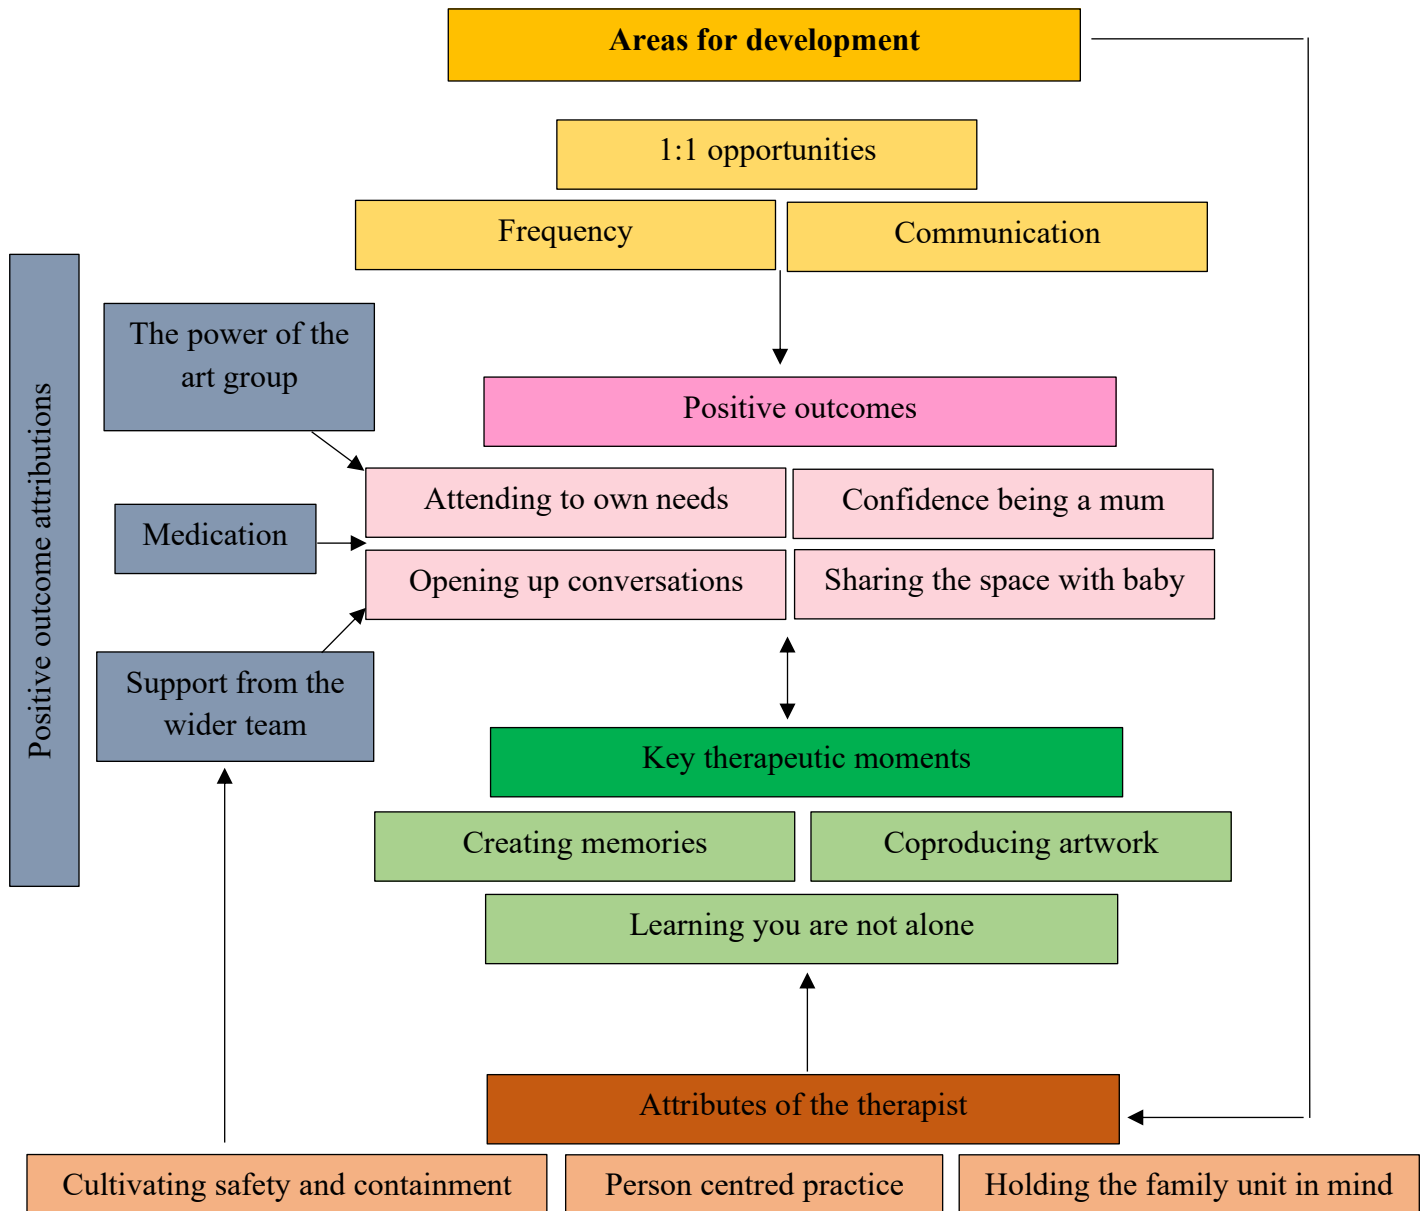 Areas for development
1:1 opportunities
Frequency
Communication
Positive outcome attributions
The power of the
art group
Positive outcomes
Attending to own needs
Confidence being a mum
Medication
Opening up conversations
Sharing the space with baby
Support from the
wider team
Key therapeutic moments
Creating memories
Coproducing artwork
Learning you are not alone
Attributes of the therapist
Cultivating safety and containment
Person centred practice
Holding the family unit in mind